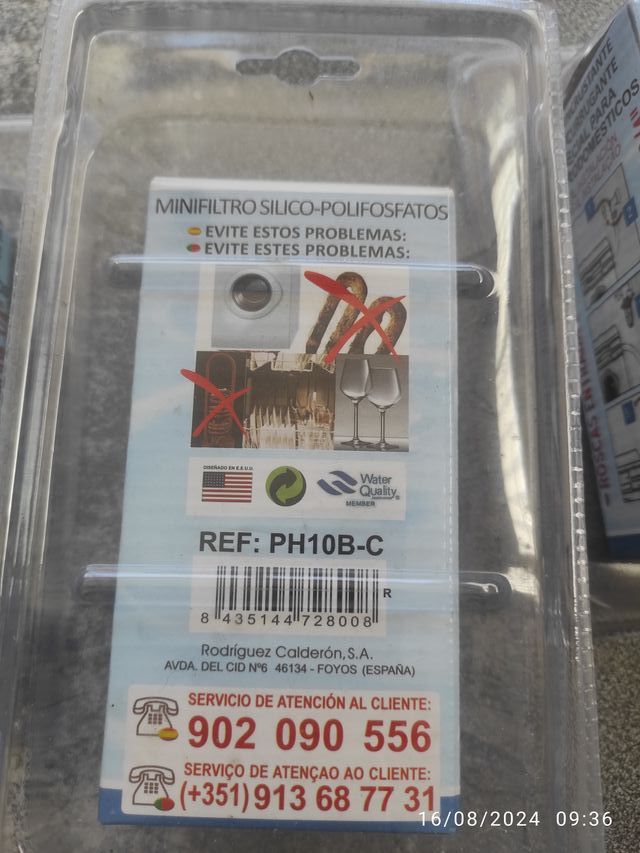 MINIFILTRO SILICO-POLIFOSFATOS
EVITE ESTOS PROBLEMAS:
EVITE ESTES PROBLEMAS:
DISEÑADO EN E.E.U.U.
Water
Quality
MEMBER
REF: PH10B-C
R
8 435144 728008
Rodríguez Calderón, S.A.
AVDA. DEL CID Nº6 46134 - FOYOS (ESPAÑA)
SERVICIO DE ATENCIÓN AL CLIENTE:
902 090 556
SERVIÇO DE ATENÇAO AO CLIENTE:
(+351) 913 68 77 31
16/08/2024 09:36